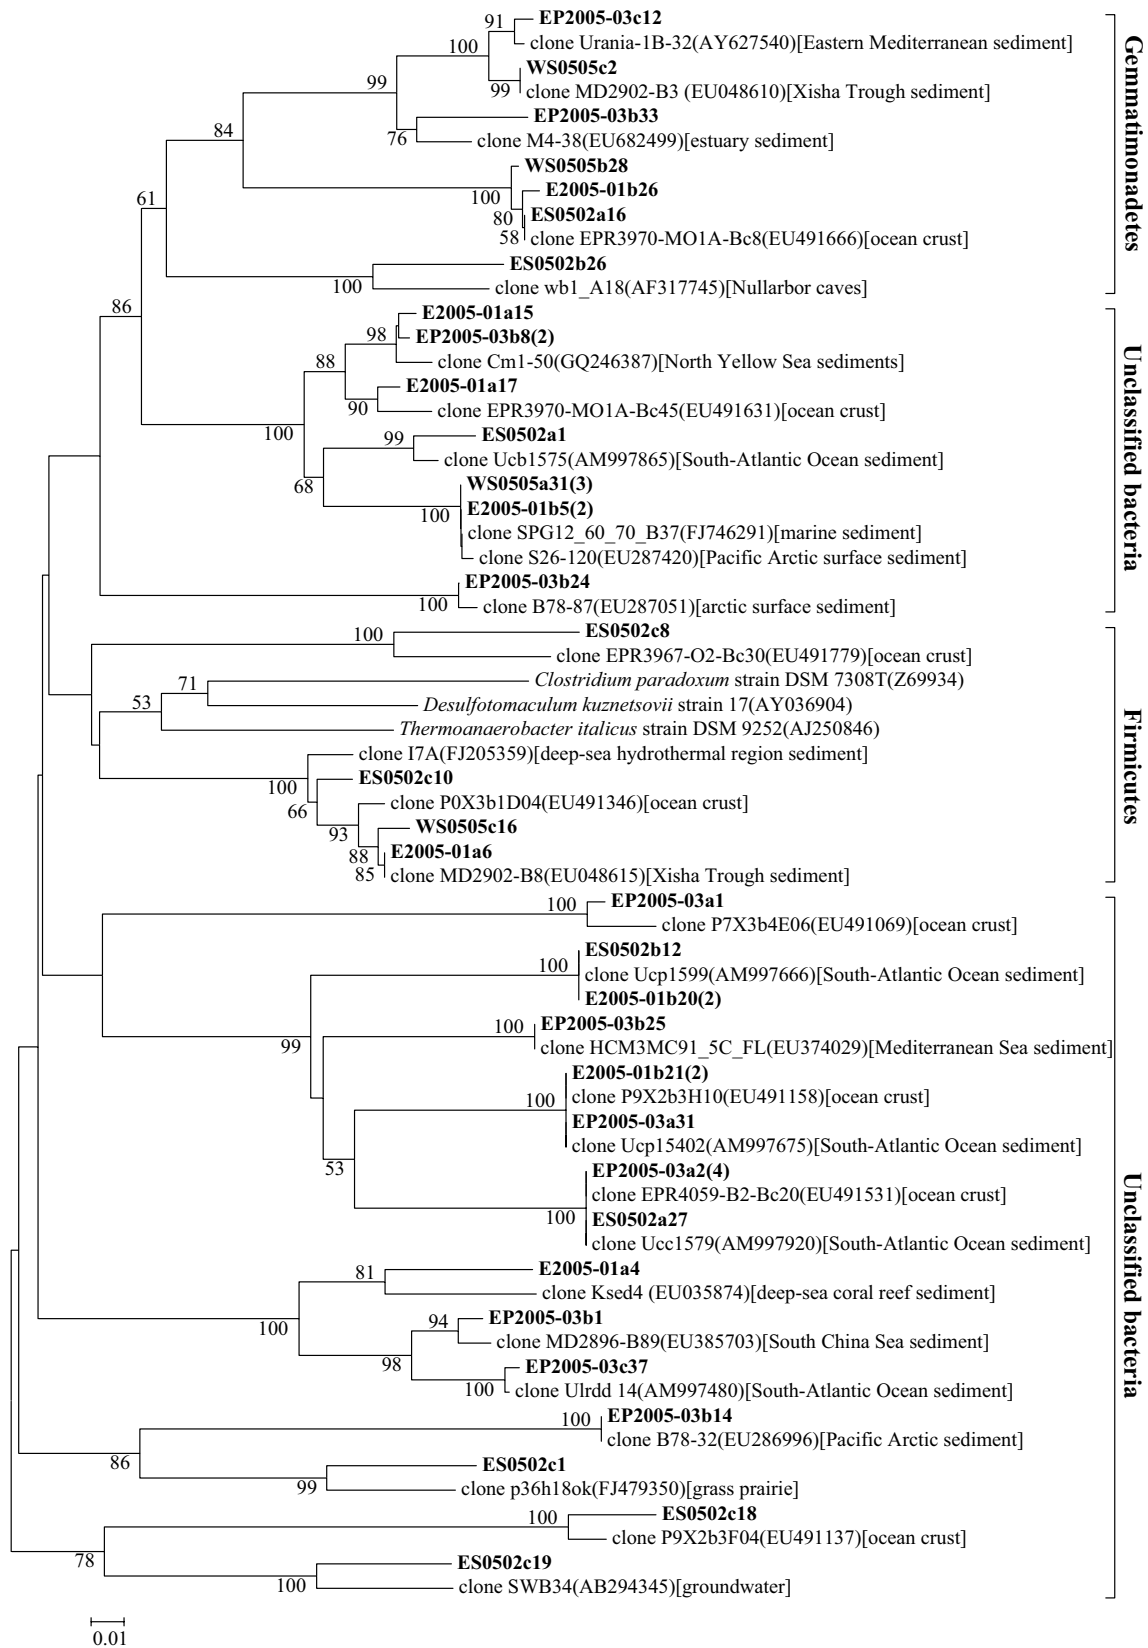 91
EP2005-03c12
clone Urania-1B-32(AY627540)[Eastern Mediterranean sediment]
100
WS0505c2
99
clone MD2902-B3 (EU048610)[Xisha Trough sediment]
99
EP2005-03b33
76
clone M4-38(EU682499)[estuary sediment]
84
WS0505b28
100
E2005-01b26
80
ES0502a16
58
clone EPR3970-MO1A-Bc8(EU491666)[ocean crust]
61
ES0502b26
100
clone wb1_A18(AF317745)[Nullarbor caves]
Gemmatimonadetes
86
E2005-01a15
98
EP2005-03b8(2)
clone Cm1-50(GQ246387)[North Yellow Sea sediments]
88
E2005-01a17
90
clone EPR3970-MO1A-Bc45(EU491631)[ocean crust]
100
99
ES0502a1
clone Ucb1575(AM997865)[South-Atlantic Ocean sediment]
68
WS0505a31(3)
100
E2005-01b5(2)
clone SPG12_60_70_B37(FJ746291)[marine sediment]
clone S26-120(EU287420)[Pacific Arctic surface sediment]
EP2005-03b24
100
clone B78-87(EU287051)[arctic surface sediment]
Unclassified bacteria
100
ES0502c8
clone EPR3967-O2-Bc30(EU491779)[ocean crust]
71
Clostridium paradoxum strain DSM 7308T(Z69934)
53
Desulfotomaculum kuznetsovii strain 17(AY036904)
Thermoanaerobacter italicus strain DSM 9252(AJ250846)
clone I7A(FJ205359)[deep-sea hydrothermal region sediment]
100
ES0502c10
66
clone P0X3b1D04(EU491346)[ocean crust]
93
WS0505c16
88
E2005-01a6
85
clone MD2902-B8(EU048615)[Xisha Trough sediment]
Firmicutes
100
EP2005-03a1
clone P7X3b4E06(EU491069)[ocean crust]
ES0502b12
100
clone Ucp1599(AM997666)[South-Atlantic Ocean sediment]
E2005-01b20(2)
99
100
EP2005-03b25
clone HCM3MC91_5C_FL(EU374029)[Mediterranean Sea sediment]
E2005-01b21(2)
100
clone P9X2b3H10(EU491158)[ocean crust]
EP2005-03a31
clone Ucp15402(AM997675)[South-Atlantic Ocean sediment]
53
EP2005-03a2(4)
clone EPR4059-B2-Bc20(EU491531)[ocean crust]
100
ES0502a27
clone Ucc1579(AM997920)[South-Atlantic Ocean sediment]
81
E2005-01a4
clone Ksed4 (EU035874)[deep-sea coral reef sediment]
100
94
EP2005-03b1
clone MD2896-B89(EU385703)[South China Sea sediment]
98
EP2005-03c37
100
clone Ulrdd 14(AM997480)[South-Atlantic Ocean sediment]
100
EP2005-03b14
clone B78-32(EU286996)[Pacific Arctic sediment]
86
ES0502c1
99
clone p36h18ok(FJ479350)[grass prairie]
100
ES0502c18
clone P9X2b3F04(EU491137)[ocean crust]
78
ES0502c19
100
clone SWB34(AB294345)[groundwater]
Unclassified bacteria
0.01